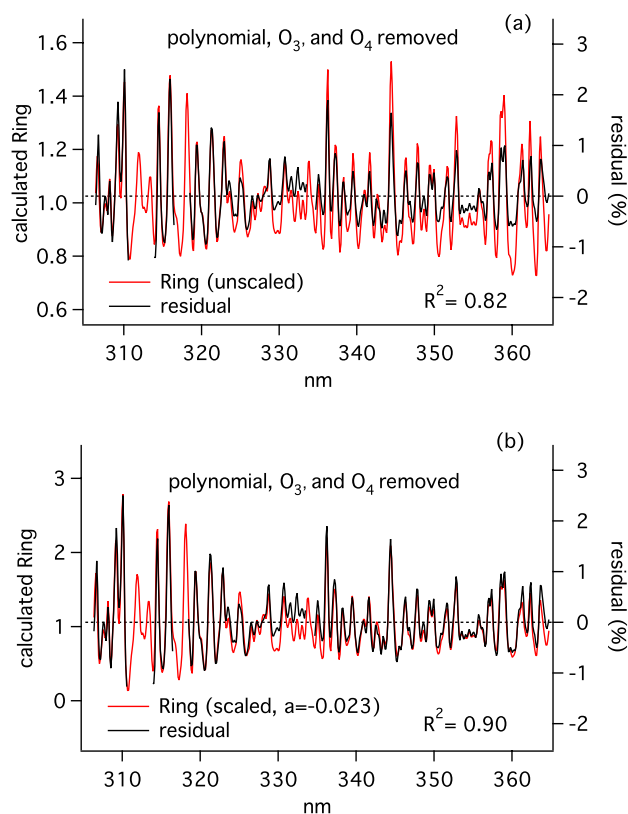 (a)
polynomial, O3, and O4 removed
1.6
1.4
1.2
1.0
0.8
0.6
calculated Ring
3
2
1
0
-1
-2
residual (%)
Ring (unscaled)
residual
R2= 0.82
310 320 330 340 350 360
nm
(b)
polynomial, O3, and O4 removed
3
2
1
0
calculated Ring
3
2
1
0
-1
-2
residual (%)
Ring (scaled, a=-0.023)
residual
R2= 0.90
310 320 330 340 350 360
nm